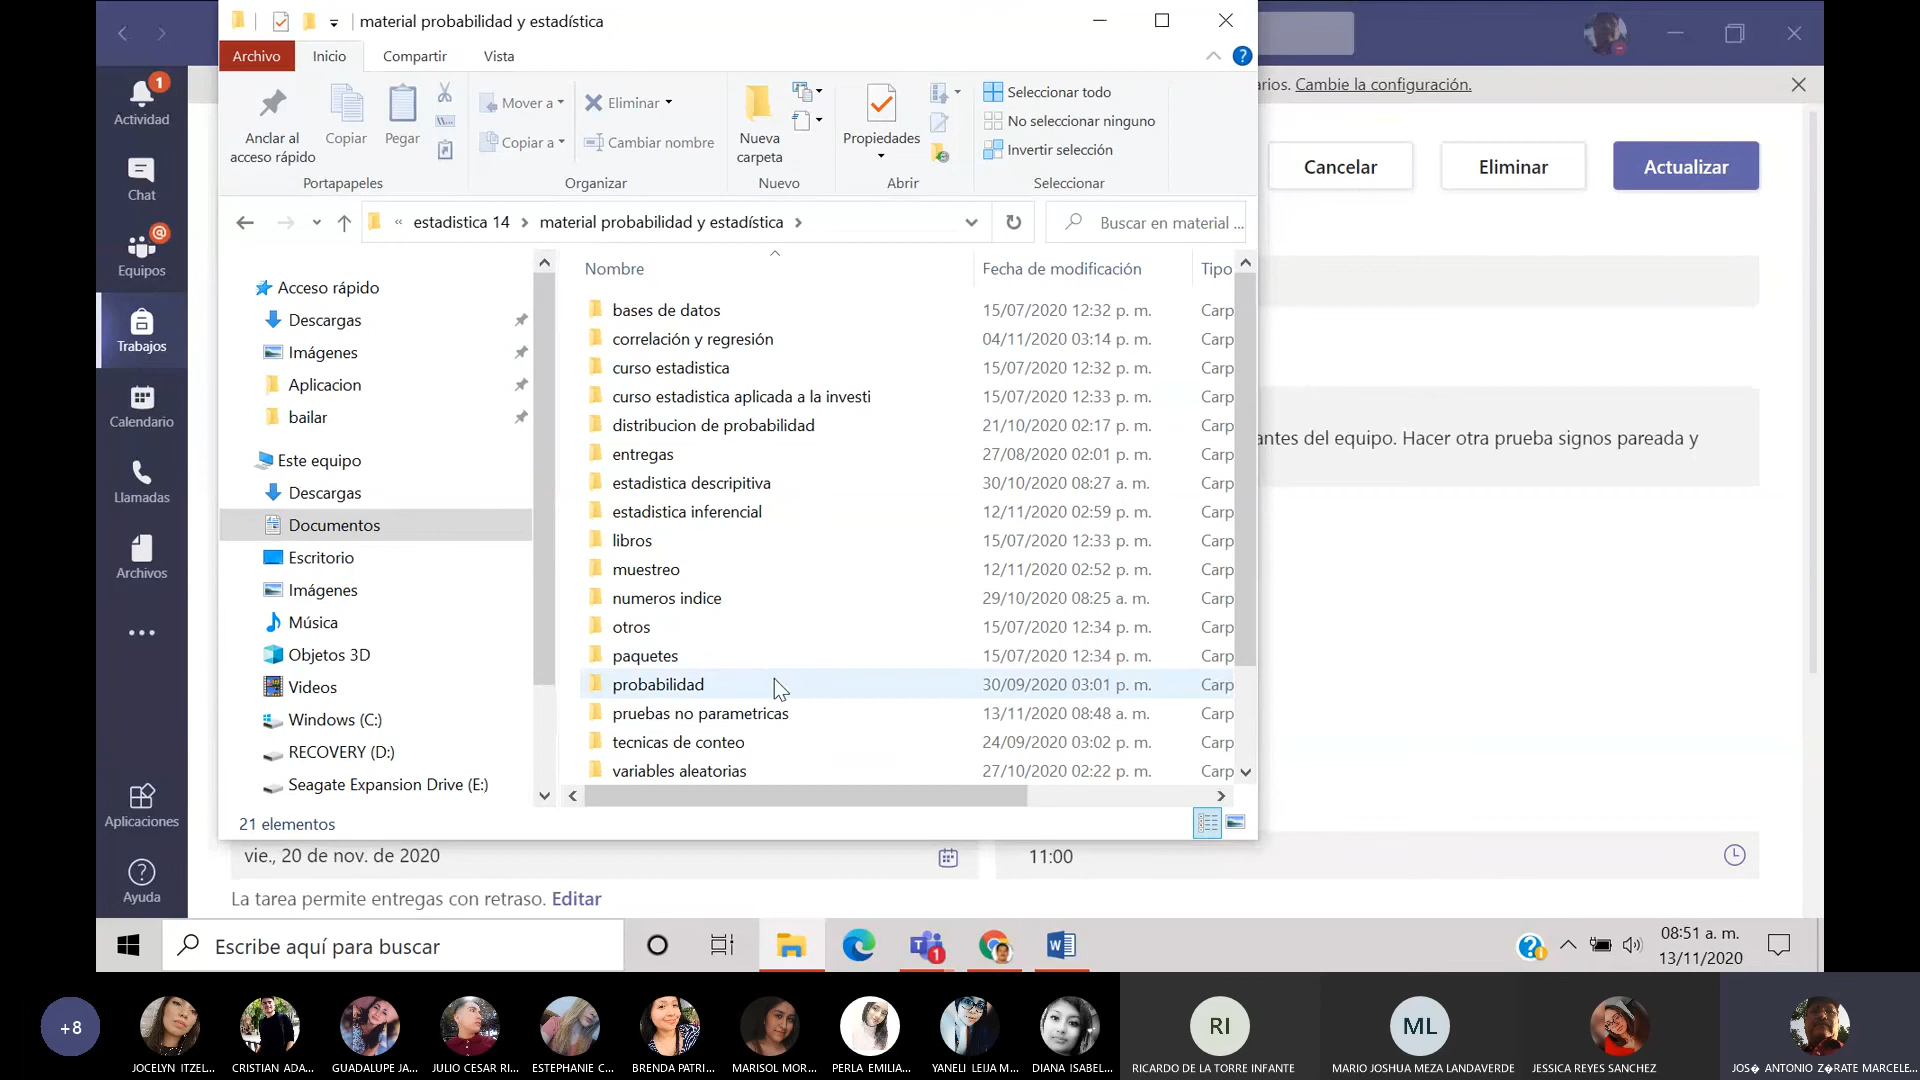 material probabilidad y estadística
Archivo
Inicio
Compartir
Vista
?
Anclar al
acceso rápido
Copiar
Pegar
Portapapeles
Mover a
Copiar a
Eliminar
Cambiar nombre
Organizar
Nueva
carpeta
Nuevo
Propiedades
Abrir
Seleccionar todo
No seleccionar ninguno
Invertir selección
Seleccionar
« estadistica 14 > material probabilidad y estadística >
Buscar en material ...
Nombre
Fecha de modificación
Tipo
Acceso rápido
Descargas
Imágenes
Aplicacion
bailar
Este equipo
Descargas
Documentos
Escritorio
Imágenes
Música
Objetos 3D
Videos
Windows (C:)
RECOVERY (D:)
Seagate Expansion Drive (E:)
bases de datos 15/07/2020 12:32 p. m. Carp
correlación y regresión 04/11/2020 03:14 p. m. Carp
curso estadistica 15/07/2020 12:32 p. m. Carp
curso estadistica aplicada a la investi 15/07/2020 12:33 p. m. Carp
distribucion de probabilidad 21/10/2020 02:17 p. m. Carp
entregas 27/08/2020 02:01 p. m. Carp
estadistica descripitiva 30/10/2020 08:27 a. m. Carp
estadistica inferencial 12/11/2020 02:59 p. m. Carp
libros 15/07/2020 12:33 p. m. Carp
muestreo 12/11/2020 02:52 p. m. Carp
numeros indice 29/10/2020 08:25 a. m. Carp
otros 15/07/2020 12:34 p. m. Carp
paquetes 15/07/2020 12:34 p. m. Carp
probabilidad 30/09/2020 03:01 p. m. Carp
pruebas no parametricas 13/11/2020 08:48 a. m. Carp
tecnicas de conteo 24/09/2020 03:02 p. m. Carp
variables aleatorias 27/10/2020 02:22 p. m. Carp
21 elementos
1
Actividad
Chat
@
Equipos
Trabajos
Calendario
Llamadas
Archivos
Aplicaciones
Ayuda
arios. Cambie la configuración.
Cancelar
Eliminar
Actualizar
antes del equipo. Hacer otra prueba signos pareada y
vie., 20 de nov. de 2020
11:00
La tarea permite entregas con retraso. Editar
Escribe aquí para buscar
1
08:51 a. m.
13/11/2020
+8
JOCELYN ITZEL...
CRISTIAN ADA...
GUADALUPE JA...
JULIO CESAR RI...
ESTEPHANIE C...
BRENDA PATRI...
MARISOL MOR...
PERLA EMILIA...
YANELI LEIJA M...
DIANA ISABEL...
RI
RICARDO DE LA TORRE INFANTE
ML
MARIO JOSHUA MEZA LANDAVERDE
JESSICA REYES SANCHEZ
JOS� ANTONIO Z�RATE MARCELE...